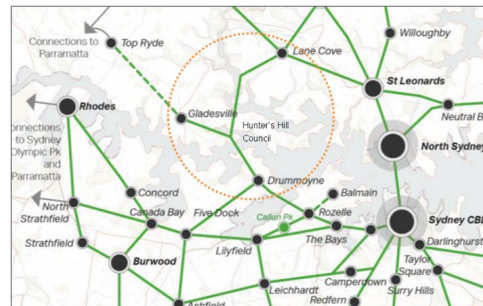 Connections to
Parramatta
Top Ryde
Willoughby
Lane Cove
St Leonards
Rhodes
Gladesville
Neutral B
Hunter's Hill
Council
onnections
to Sydney
Olympic Pk
and
Parramatta
North Sydney
Drummoyne
Concord
Balmain
North
Strathfield
Canada Bay
Five Dock
Callan Pk
Rozelle
Sydney CBD
Strathfield
Lilyfield
The Bays
Darlinghurst
Burwood
Taylor
Square
Leichhardt
Camperdown
Surry Hills
Ashfield
Redfern